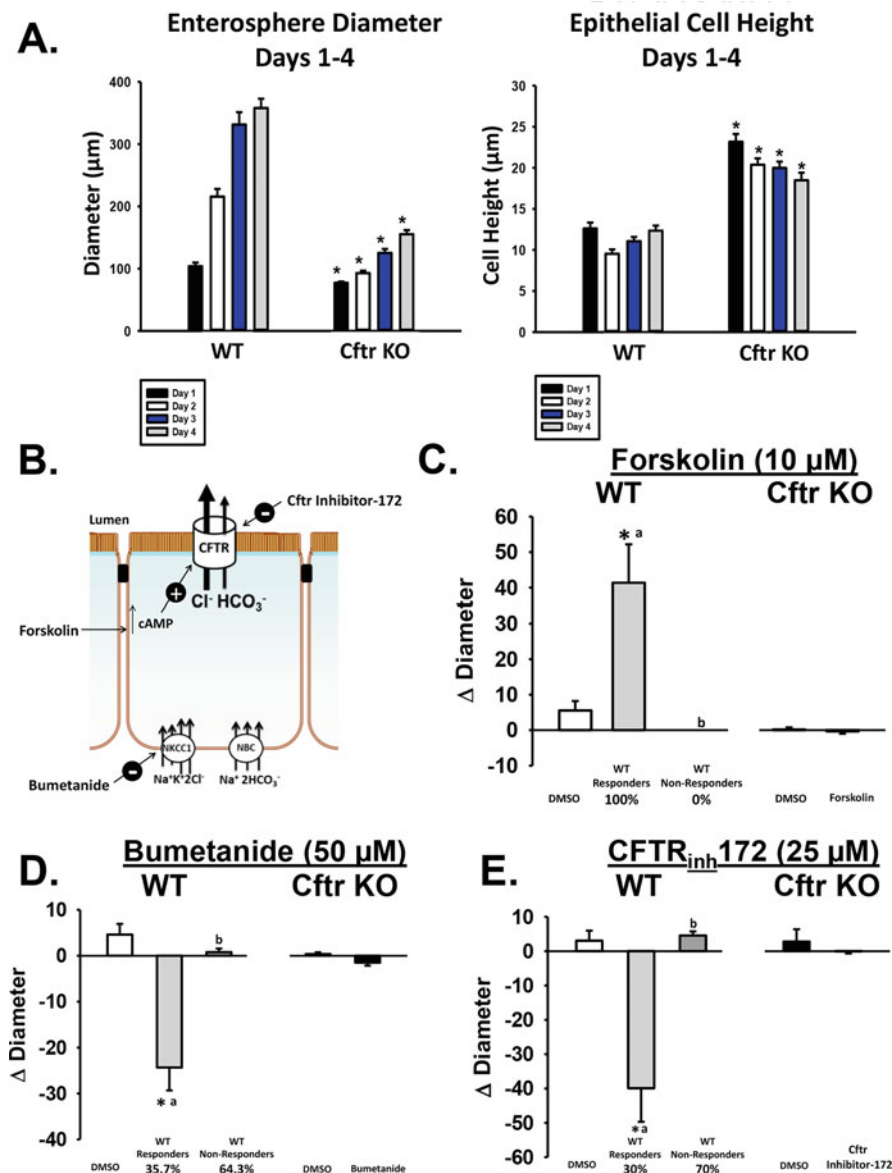 A.
Enterosphere Diameter
Days 1-4
Diameter (µm)
400
300
200
100
0
* * * *
WT
Cftr KO
Day 1
Day 2
Day 3
Day 4
Epithelial Cell Height
Days 1-4
Cell Height (µm)
30
25
20
15
10
5
0
* * * *
WT
Cftr KO
Day 1
Day 2
Day 3
Day 4
B.
Lumen
Cftr Inhibitor-172
CFTR
Cl⁻ HCO₃⁻
cAMP
Forskolin
NKCC1
NBC
Bumetanide
Na⁺K⁺2Cl⁻
Na⁺ 2HCO₃⁻
C.
Forskolin (10 µM)
WT
Cftr KO
Δ Diameter
60
50
40
30
20
10
0
-10
* a
b
DMSO
WT
Responders
100%
WT
Non-Responders
0%
DMSO
Forskolin
D.
Bumetanide (50 µM)
WT
Cftr KO
Δ Diameter
10
0
-10
-20
-30
-40
* a
b
DMSO
WT
Responders
35.7%
WT
Non-Responders
64.3%
DMSO
Bumetanide
E.
CFTRinh172 (25 µM)
WT
Cftr KO
Δ Diameter
10
0
-10
-20
-30
-40
-50
-60
*a
b
DMSO
WT
Responders
30%
WT
Non-Responders
70%
DMSO
Cftr
Inhibitor-172